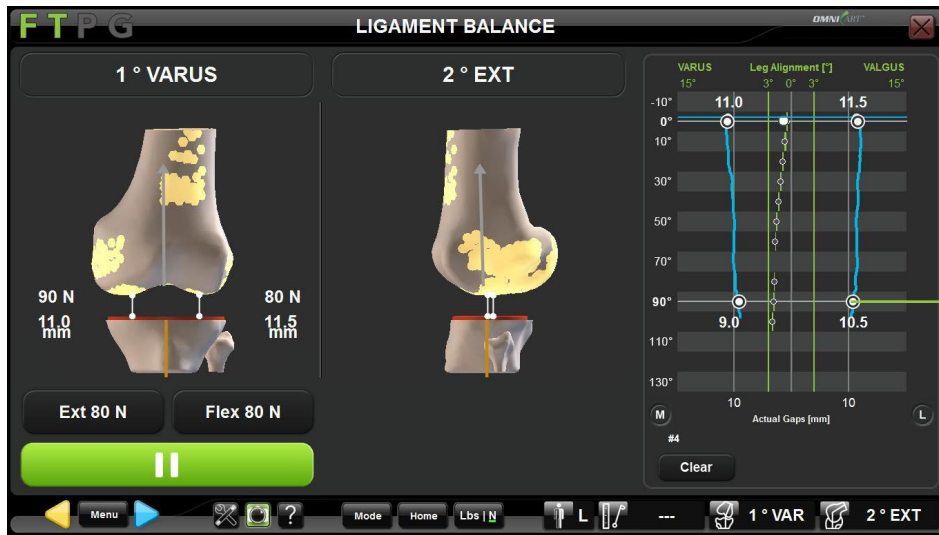 FTPG
LIGAMENT BALANCE
OMNI
1 ° VARUS
2 ° EXT
VARUS
Leg Alignment [°]
VALGUS
15°
3°
0°
3°
15°
-10°
11.0
11.5
0°
10°
30°
50°
70°
90°
9.0
10.5
110°
130°
10
10
Actual Gaps [mm]
M
L
#4
Clear
90 N
80 N
11.0
mm
11.5
mm
Ext 80 N
Flex 80 N
Menu
?
Mode
Home
Lbs | N
L
---
1 ° VAR
2 ° EXT